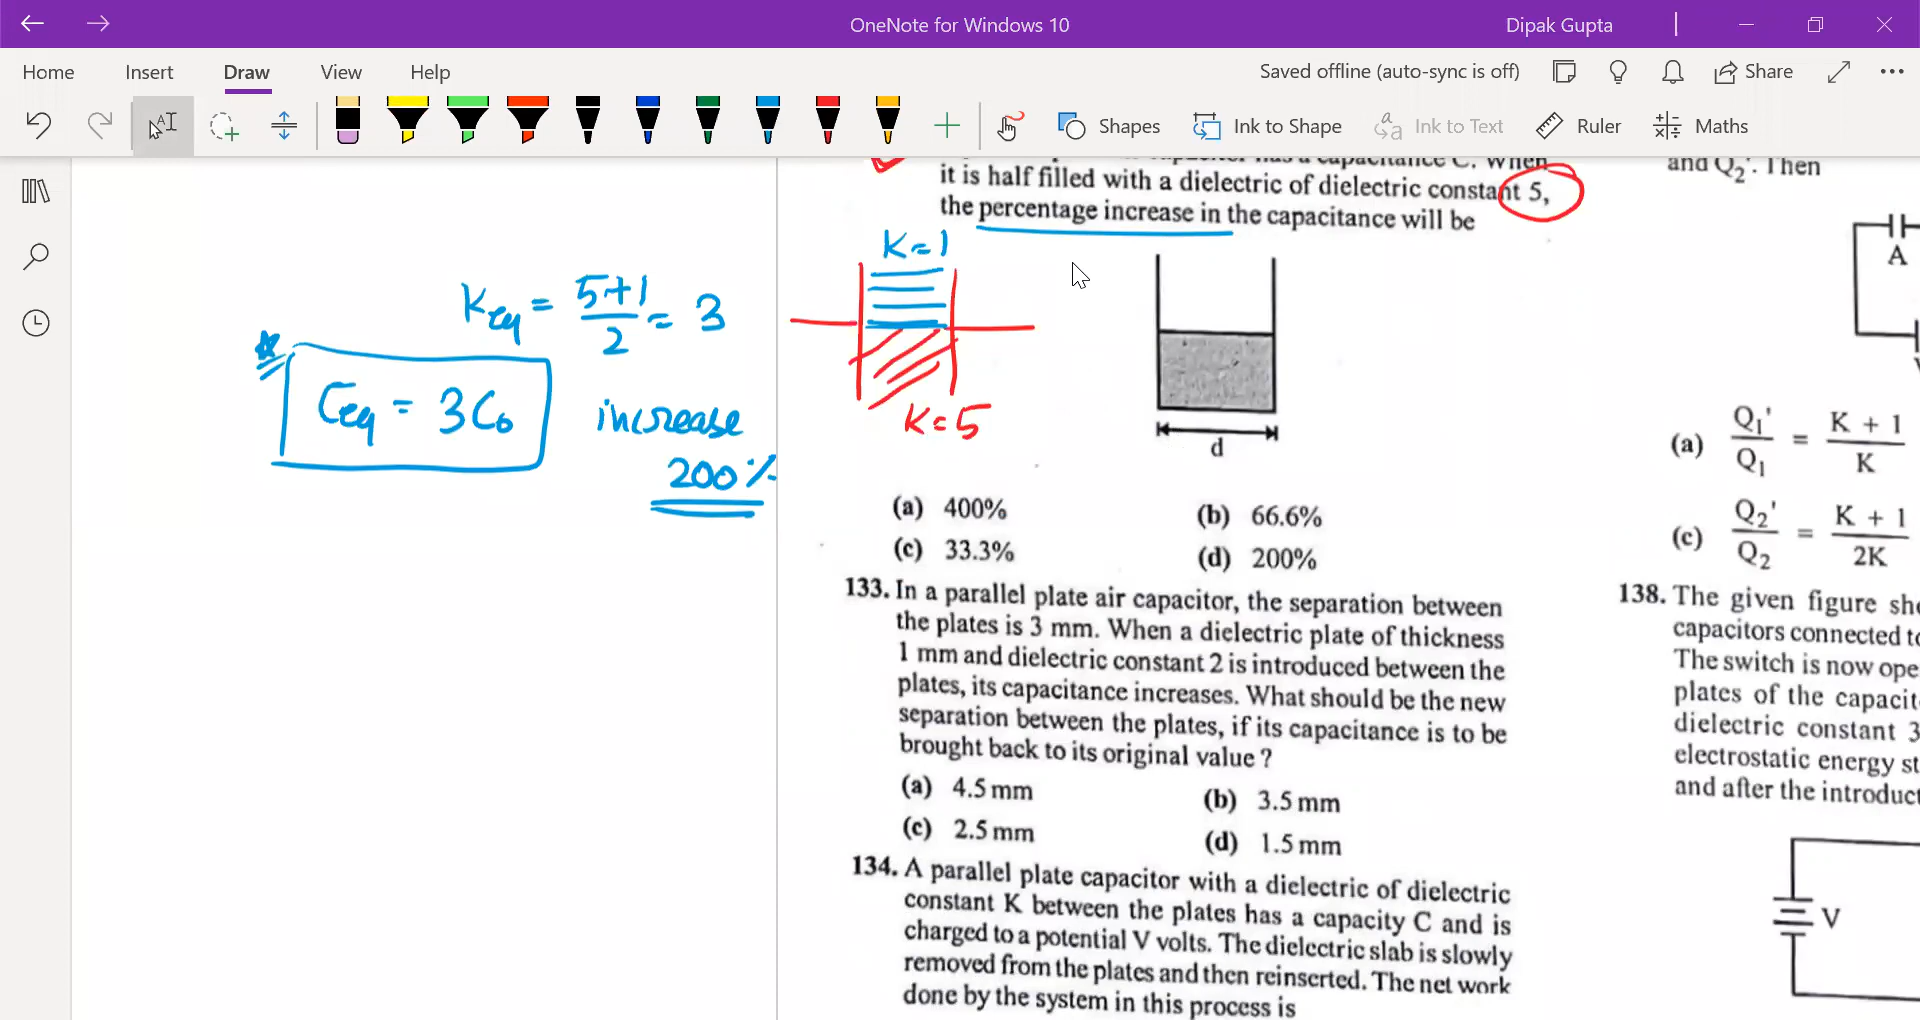 OneNote for Windows 10
Dipak Gupta
Home Insert Draw View Help
Saved offline (auto-sync is off)
Share
Shapes
Ink to Shape
Ink to Text
Ruler
Maths
capacitor has a capacitance C. When
it is half filled with a dielectric of dielectric constant 5,
the percentage increase in the capacitance will be
K=1
K=5
Keq = 5+1/2 = 3
Ceq = 3C0
increase
200%
d
(a) 400% (b) 66.6%
(c) 33.3% (d) 200%
133. In a parallel plate air capacitor, the separation between
the plates is 3 mm. When a dielectric plate of thickness
1 mm and dielectric constant 2 is introduced between the
plates, its capacitance increases. What should be the new
separation between the plates, if its capacitance is to be
brought back to its original value ?
(a) 4.5 mm (b) 3.5 mm
(c) 2.5 mm (d) 1.5 mm
134. A parallel plate capacitor with a dielectric of dielectric
constant K between the plates has a capacity C and is
charged to a potential V volts. The dielectric slab is slowly
removed from the plates and then reinserted. The net work
done by the system in this process is
and Q2'. Then
A
(a) Q1'/Q1 = K + 1/K
(c) Q2'/Q2 = K + 1/2K
138. The given figure sh
capacitors connected t
The switch is now ope
plates of the capacit
dielectric constant 3
electrostatic energy st
and after the introduct
V